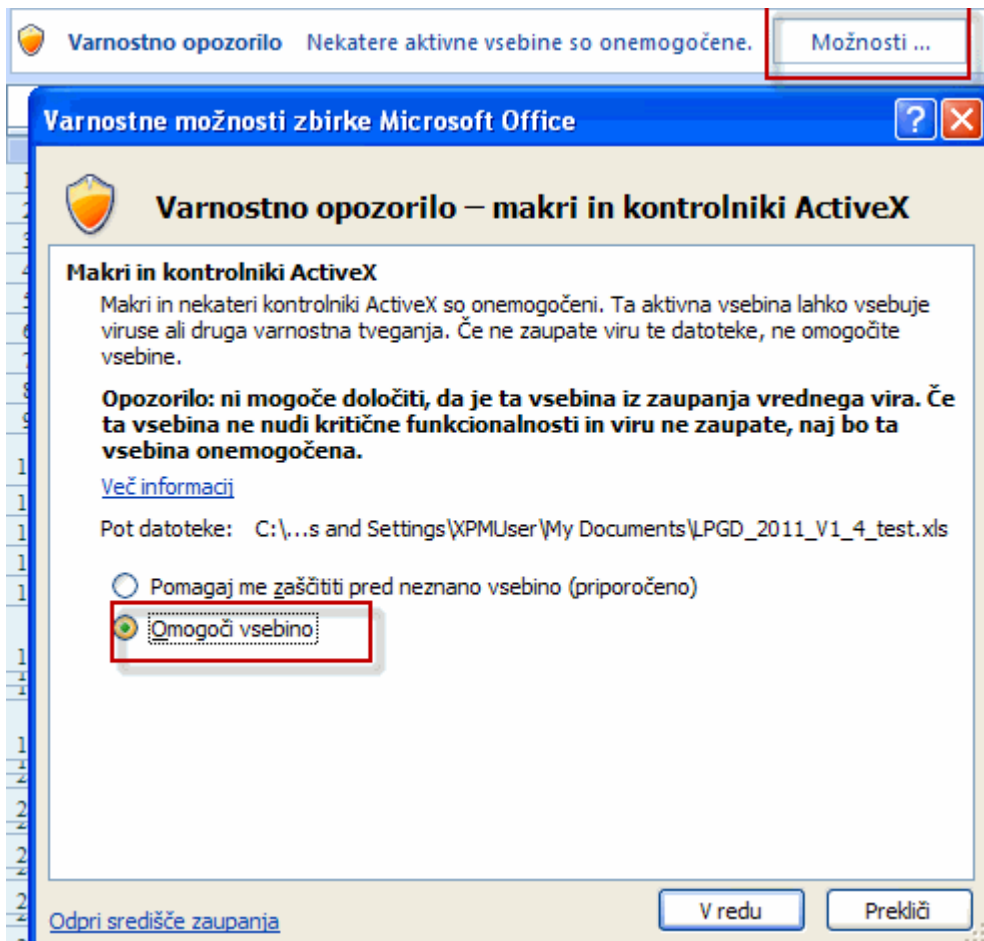 Varnostno opozorilo Nekatere aktivne vsebine so onemogočene. Možnosti ...
Varnostne možnosti zbirke Microsoft Office
Varnostno opozorilo – makri in kontrolniki ActiveX
Makri in kontrolniki ActiveX
Makri in nekateri kontrolniki ActiveX so onemogočeni. Ta aktivna vsebina lahko vsebuje
viruse ali druga varnostna tveganja. Če ne zaupate viru te datoteke, ne omogočite
vsebine.
Opozorilo: ni mogoče določiti, da je ta vsebina iz zaupanja vrednega vira. Če
ta vsebina ne nudi kritične funkcionalnosti in viru ne zaupate, naj bo ta
vsebina onemogočena.
Več informacij
Pot datoteke: C:\...s and Settings\XPMUser\My Documents\LPGD_2011_V1_4_test.xls
Pomagaj me zaščititi pred neznano vsebino (priporočeno)
Omogoči vsebino
Odpri središče zaupanja V redu Prekliči